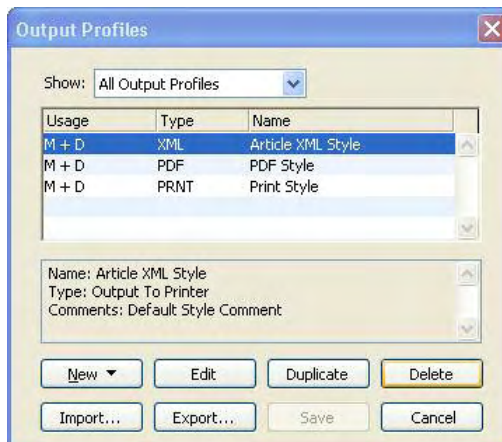 Output Profiles
Show: All Output Profiles
Usage Type Name
M + D XML Article XML Style
M + D PDF PDF Style
M + D PRNT Print Style
Name: Article XML Style
Type: Output To Printer
Comments: Default Style Comment
New Edit Duplicate Delete
Import... Export... Save Cancel